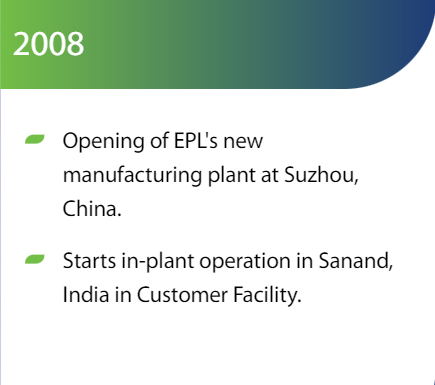 2008
Opening of EPL's new
manufacturing plant at Suzhou,
China.
Starts in-plant operation in Sanand,
India in Customer Facility.